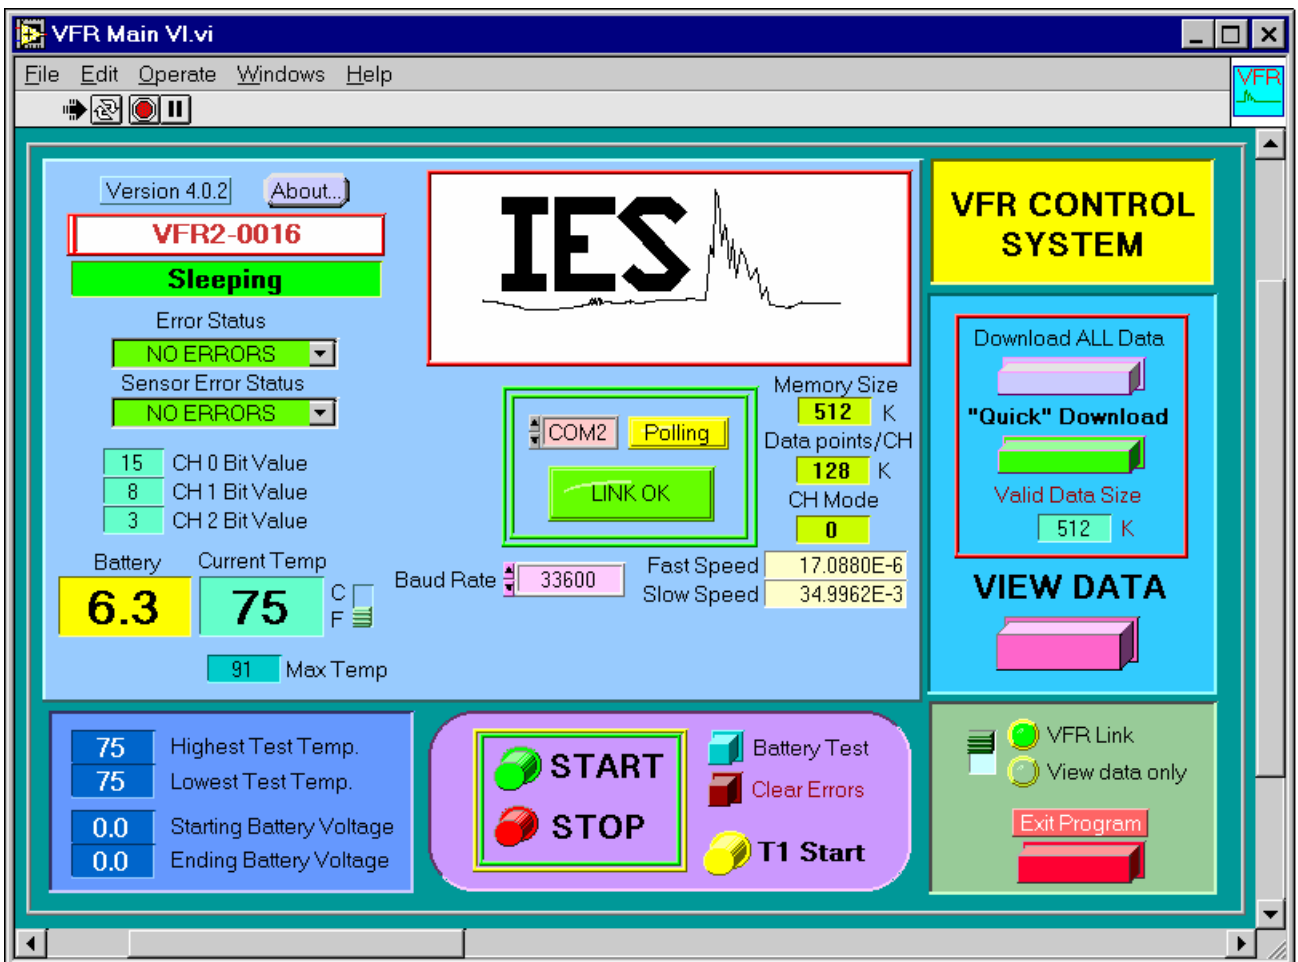 VFR Main VI.vi
File Edit Operate Windows Help
VFR
Version 4.0.2
About...
VFR2-0016
Sleeping
Error Status
NO ERRORS
Sensor Error Status
NO ERRORS
15 CH 0 Bit Value
8 CH 1 Bit Value
3 CH 2 Bit Value
Battery
6.3
Current Temp
75
C
F
91 Max Temp
IES
COM2
Polling
LINK OK
Baud Rate 33600
Memory Size
512 K
Data points/CH
128 K
CH Mode
0
Fast Speed 17.0880E-6
Slow Speed 34.9962E-3
VFR CONTROL
SYSTEM
Download ALL Data
"Quick" Download
Valid Data Size
512 K
VIEW DATA
75 Highest Test Temp.
75 Lowest Test Temp.
0.0 Starting Battery Voltage
0.0 Ending Battery Voltage
START
STOP
Battery Test
Clear Errors
T1 Start
VFR Link
View data only
Exit Program